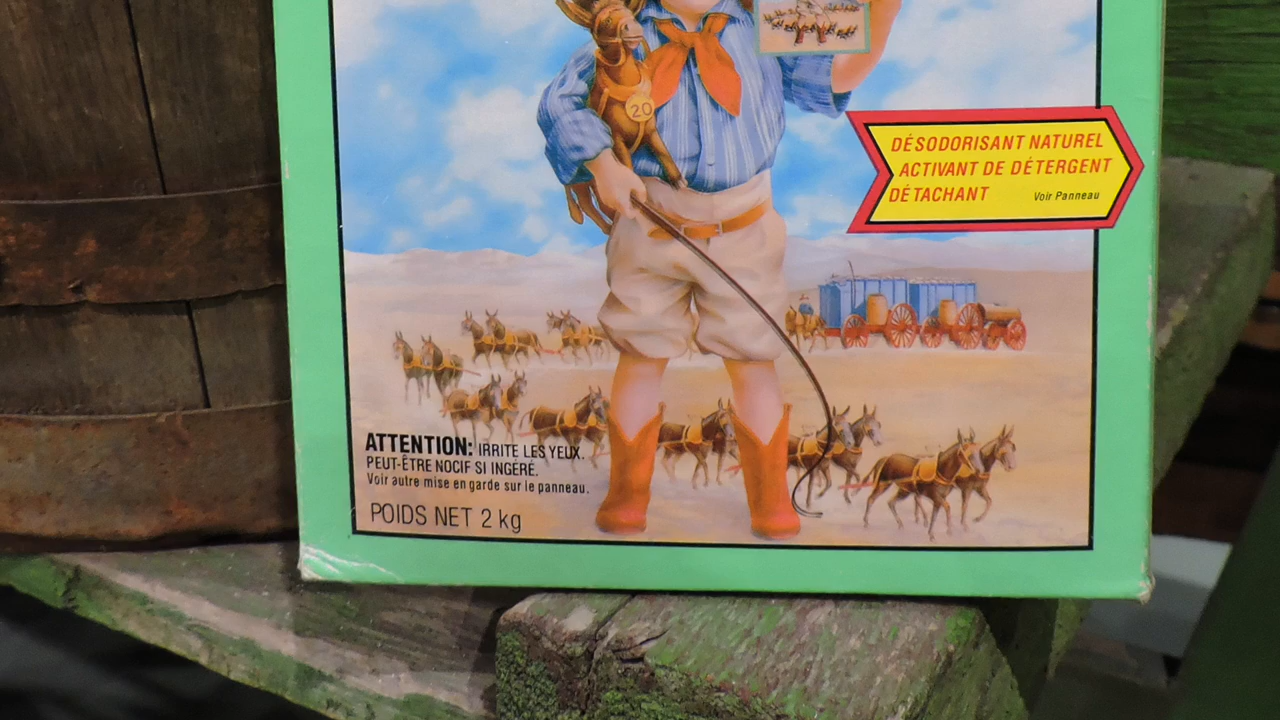 20
DÉSODORISANT NATUREL
ACTIVANT DE DÉTERGENT
DÉTACHANT Voir Panneau
ATTENTION: IRRITE LES YEUX.
PEUT-ÊTRE NOCIF SI INGÉRÉ.
Voir autre mise en garde sur le panneau.
POIDS NET 2 kg